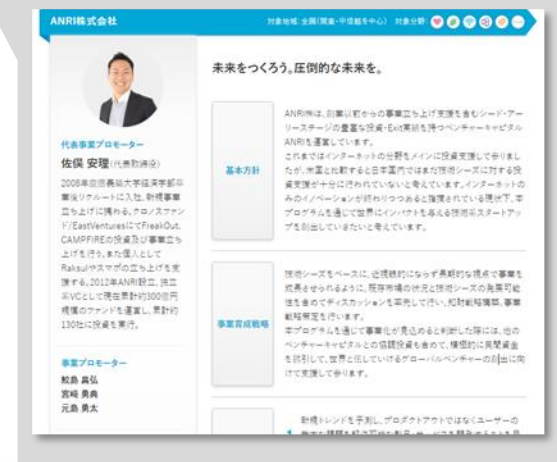 ANRI株式会社
対象地域:全国(関東・甲信越を中心) 対象分野:
未来をつくろう。圧倒的な未来を。
代表事業プロモーター
佐俣 安理(代表取締役)
2008年慶應義塾大学経済学部卒
業後リクルートに入社。新規事業
立ち上げに携わる。クロノスファン
ド/EastVenturesにてFreakOut、
CAMPFIREの投資及び事業立ち
上げを行う。また個人として
Raksulやスマポの立ち上げを支
援する。2012年ANRI設立。独立
系VCとして現在累計約300億円
規模のファンドを運営し、累計約
130社に投資を実行。
事業プロモーター
鮫島 昌弘
宮﨑 勇典
元島 勇太
基本方針
ANRI㈱は、創業以前からの事業立ち上げ支援を含むシード・アー
リーステージの豊富な投資・Exit実績を持つベンチャーキャピタル
ANRIを運営しています。
これまではインターネットの分野をメインに投資支援して参りまし
たが、米国と比較すると日本国内ではまだ技術シーズに対する投
資支援が十分に行われていないと考えています。インターネットの
みのイノベーションが終わりつつあると指摘されている現状下、本
プログラムを通じて世界にインパクトを与える技術系スタートアッ
プを創出していきたいと考えています。
事業育成戦略
技術シーズをベースに、近視眼的にならず長期的な視点で事業を
成長させられるように、既存市場の状況と技術シーズの発展可能
性を含めてディスカッションを率先して行い、知財戦略構築、事業
戦略策定を行います。
本プログラムを通じて事業化が見込めると判断した際には、他の
ベンチャーキャピタルとの協調投資も含めて、積極的に民間資金
を誘引して、世界と伍していけるグローバルベンチャーの創出に向
けて支援して参ります。
1 新規トレンドを予測し、プロダクトアウトではなくユーザーの